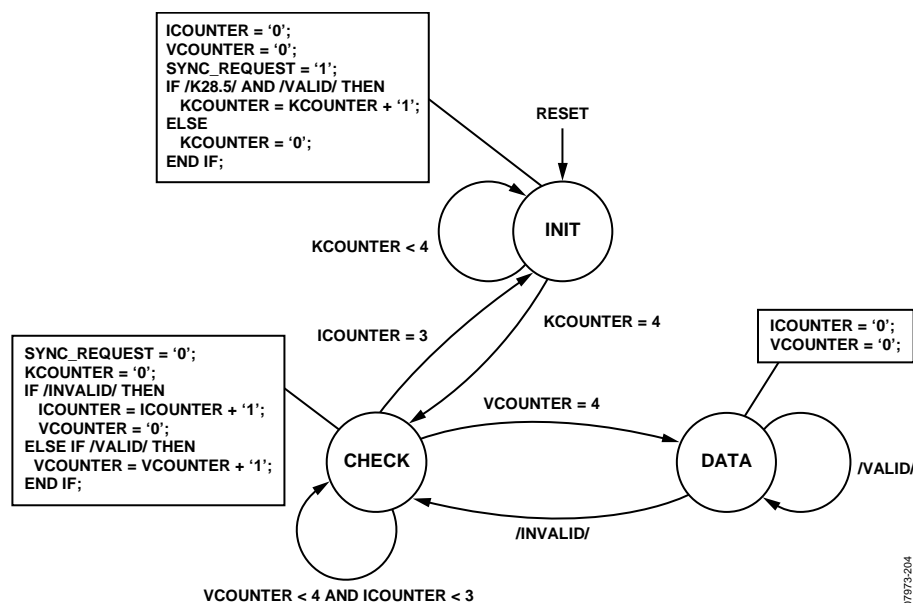 ICOUNTER = ‘0’;
VCOUNTER = ‘0’;
SYNC_REQUEST = ‘1’;
IF /K28.5/ AND /VALID/ THEN
KCOUNTER = KCOUNTER + ‘1’;
ELSE
KCOUNTER = ‘0’;
END IF;
RESET
INIT
KCOUNTER < 4
ICOUNTER = 3
KCOUNTER = 4
ICOUNTER = ‘0’;
VCOUNTER = ‘0’;
SYNC_REQUEST = ‘0’;
KCOUNTER = ‘0’;
IF /INVALID/ THEN
ICOUNTER = ICOUNTER + ‘1’;
VCOUNTER = ‘0’;
ELSE IF /VALID/ THEN
VCOUNTER = VCOUNTER + ‘1’;
END IF;
VCOUNTER = 4
CHECK
DATA
/VALID/
/INVALID/
VCOUNTER < 4 AND ICOUNTER < 3
07973-204